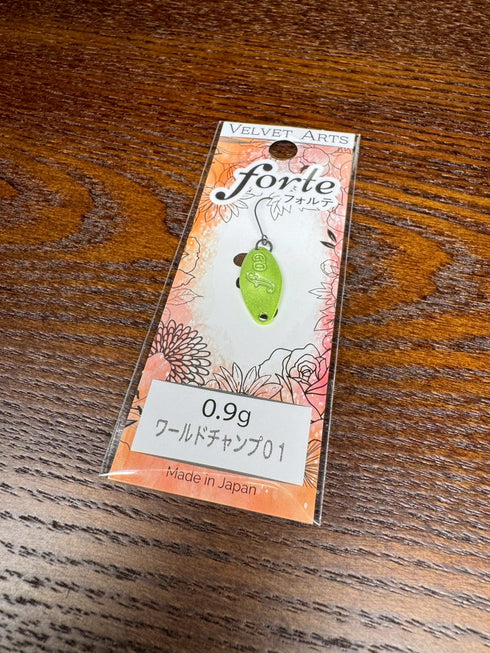 VELVET ARTS
forte
フォルテ
0.9g
ワールドチャンプ01
Made in Japan